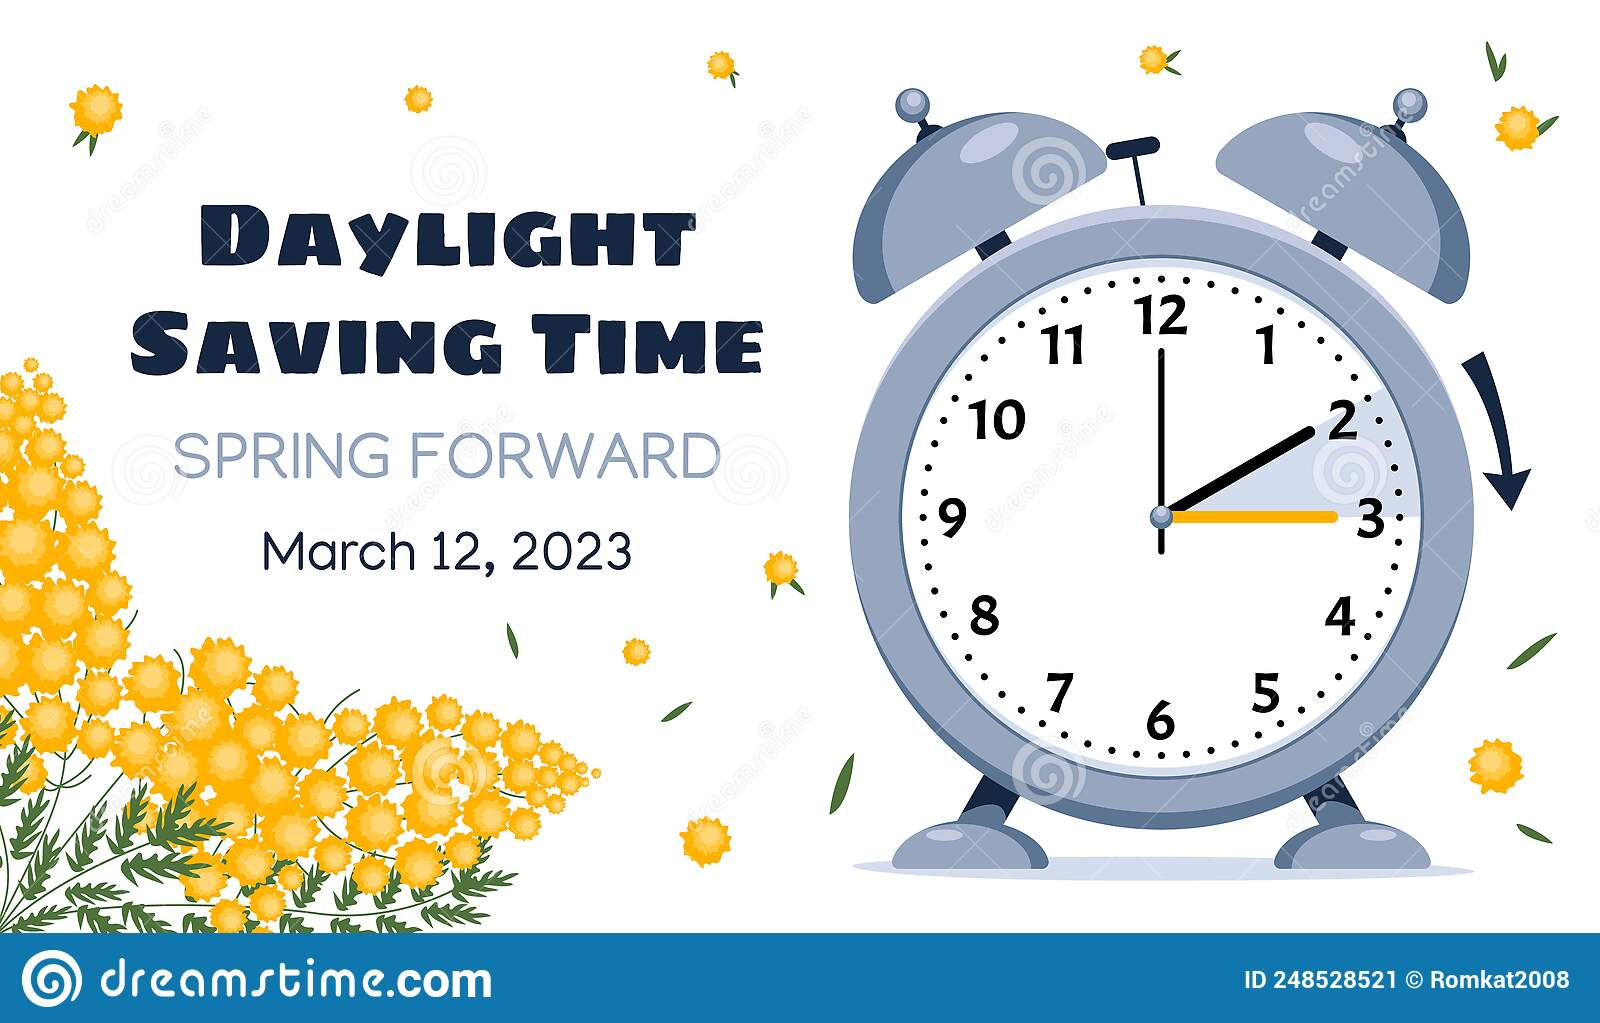 Daylight
Saving Time
SPRING FORWARD
March 12, 2023
12
11
1
10
2
9
3
8
4
7
5
6
dreamstime.com
ID 248528521 © Romkat2008